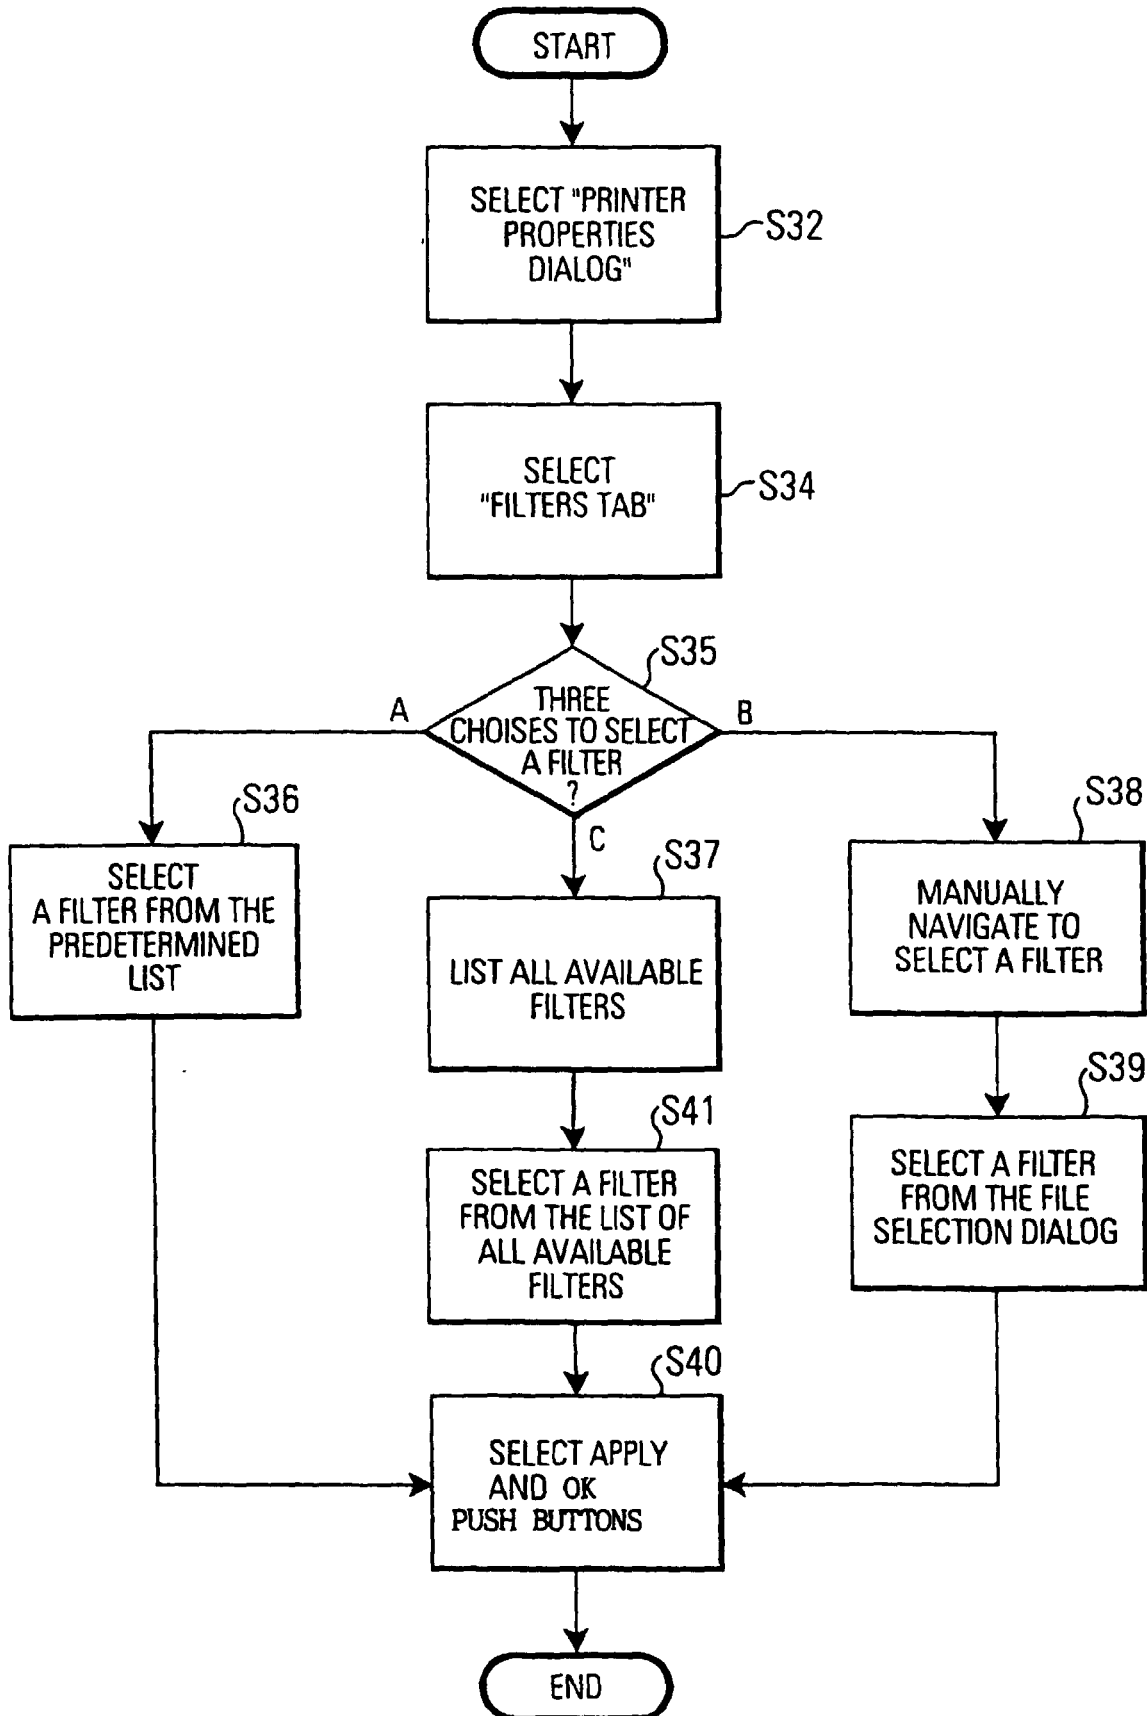 START
SELECT "PRINTER
PROPERTIES
DIALOG"
S32
SELECT
"FILTERS TAB"
S34
S35
THREE
CHOISES TO SELECT
A FILTER
?
A
B
C
S36
SELECT
A FILTER FROM THE
PREDETERMINED
LIST
S37
LIST ALL AVAILABLE
FILTERS
S38
MANUALLY
NAVIGATE TO
SELECT A FILTER
S41
SELECT A FILTER
FROM THE LIST OF
ALL AVAILABLE
FILTERS
S39
SELECT A FILTER
FROM THE FILE
SELECTION DIALOG
S40
SELECT APPLY
AND OK
PUSH BUTTONS
END